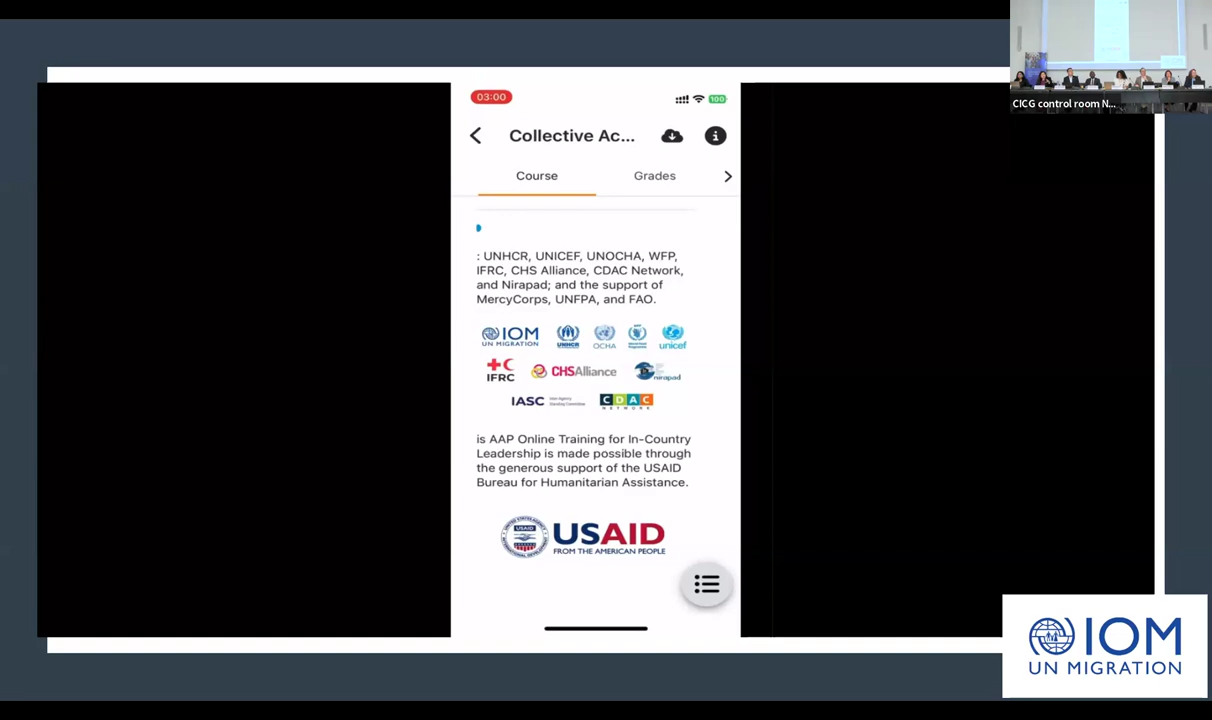 CICG control room N...
03:00
100
Collective Ac...
Course
Grades
: UNHCR, UNICEF, UNOCHA, WFP,
IFRC, CHS Alliance, CDAC Network,
and Nirapad; and the support of
MercyCorps, UNFPA, and FAO.
IOM
UN MIGRATION
UNHCR
OCHA
unicef
IFRC
CHSAlliance
nirapad
IASC
CDAC
NETWORK
is AAP Online Training for In-Country
Leadership is made possible through
the generous support of the USAID
Bureau for Humanitarian Assistance.
USAID
USAID
FROM THE AMERICAN PEOPLE
IOM
UN MIGRATION